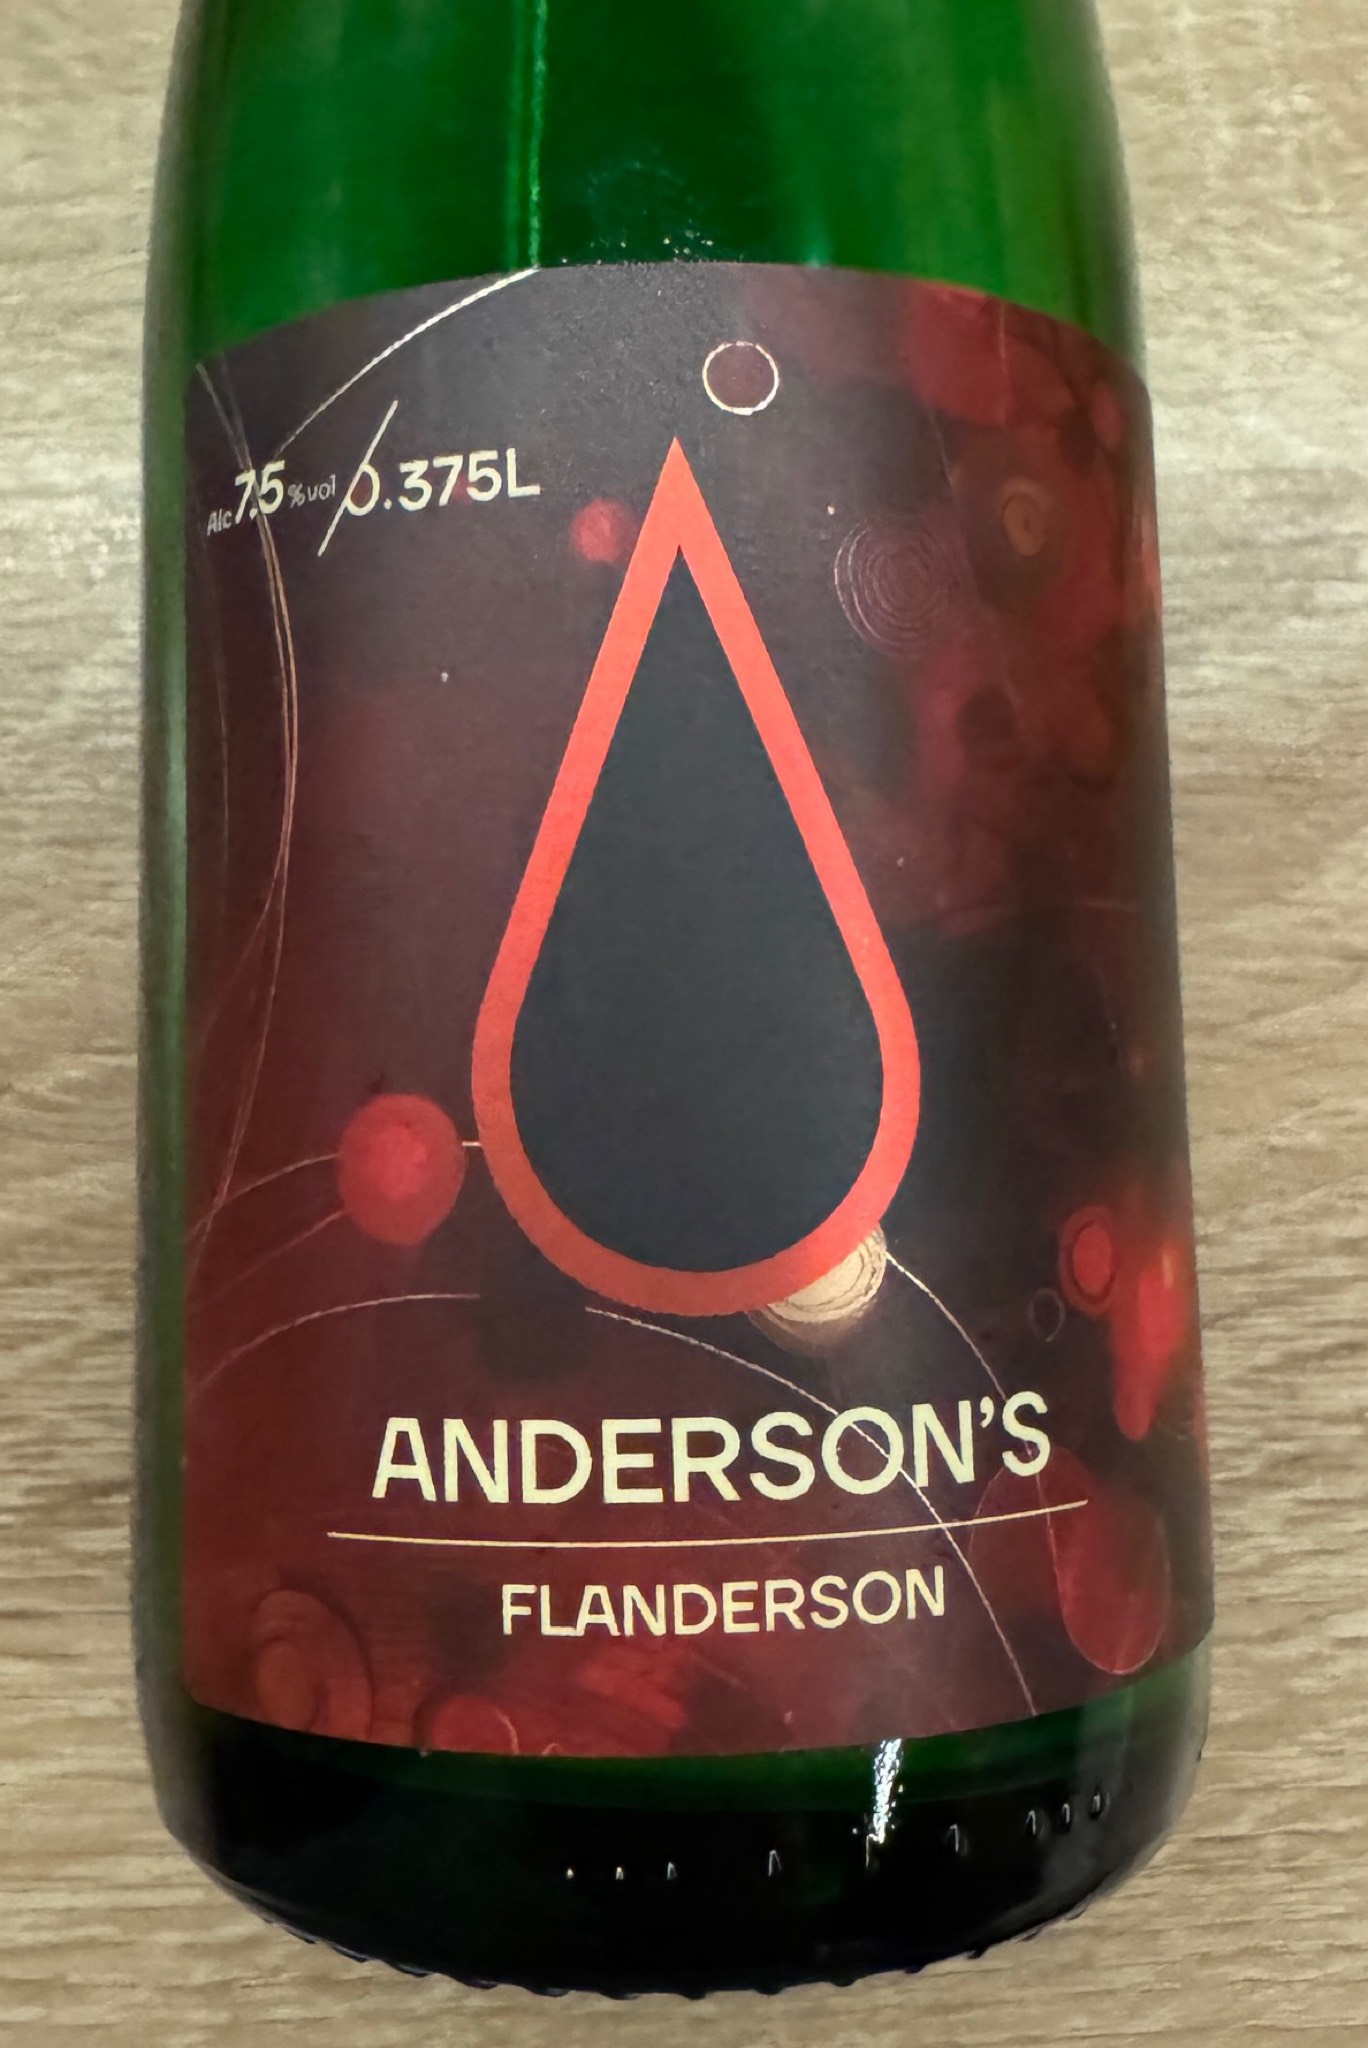 Alc 7.5 % vol / 0.375L
ANDERSON'S
FLANDERSON